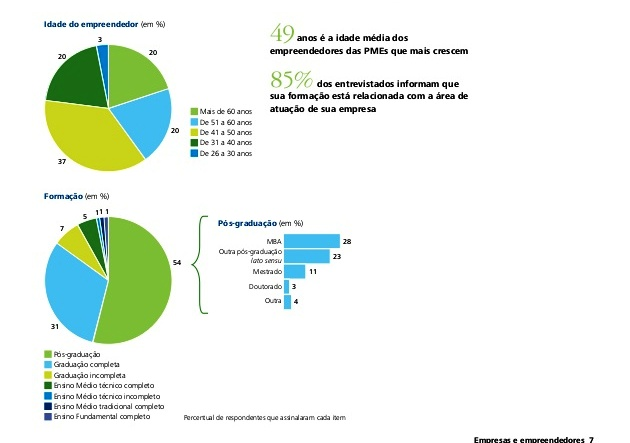 Idade do empreendedor (em %)
3
20
20
20
37
Mais de 60 anos
De 51 a 60 anos
De 41 a 50 anos
De 31 a 40 anos
De 26 a 30 anos
49 anos é a idade média dos
empreendedores das PMEs que mais crescem
85% dos entrevistados informam que
sua formação está relacionada com a área de
atuação de sua empresa
Formação (em %)
5 1 1 1
7
54
31
Pós-graduação
Graduação completa
Graduação incompleta
Ensino Médio técnico completo
Ensino Médio técnico incompleto
Ensino Médio tradicional completo
Ensino Fundamental completo
Pós-graduação (em %)
MBA 28
Outra pós-graduação
lato sensu 23
Mestrado 11
Doutorado 3
Outra 4
Percentual de respondentes que assinalaram cada item
Empresas e empreendedores 7